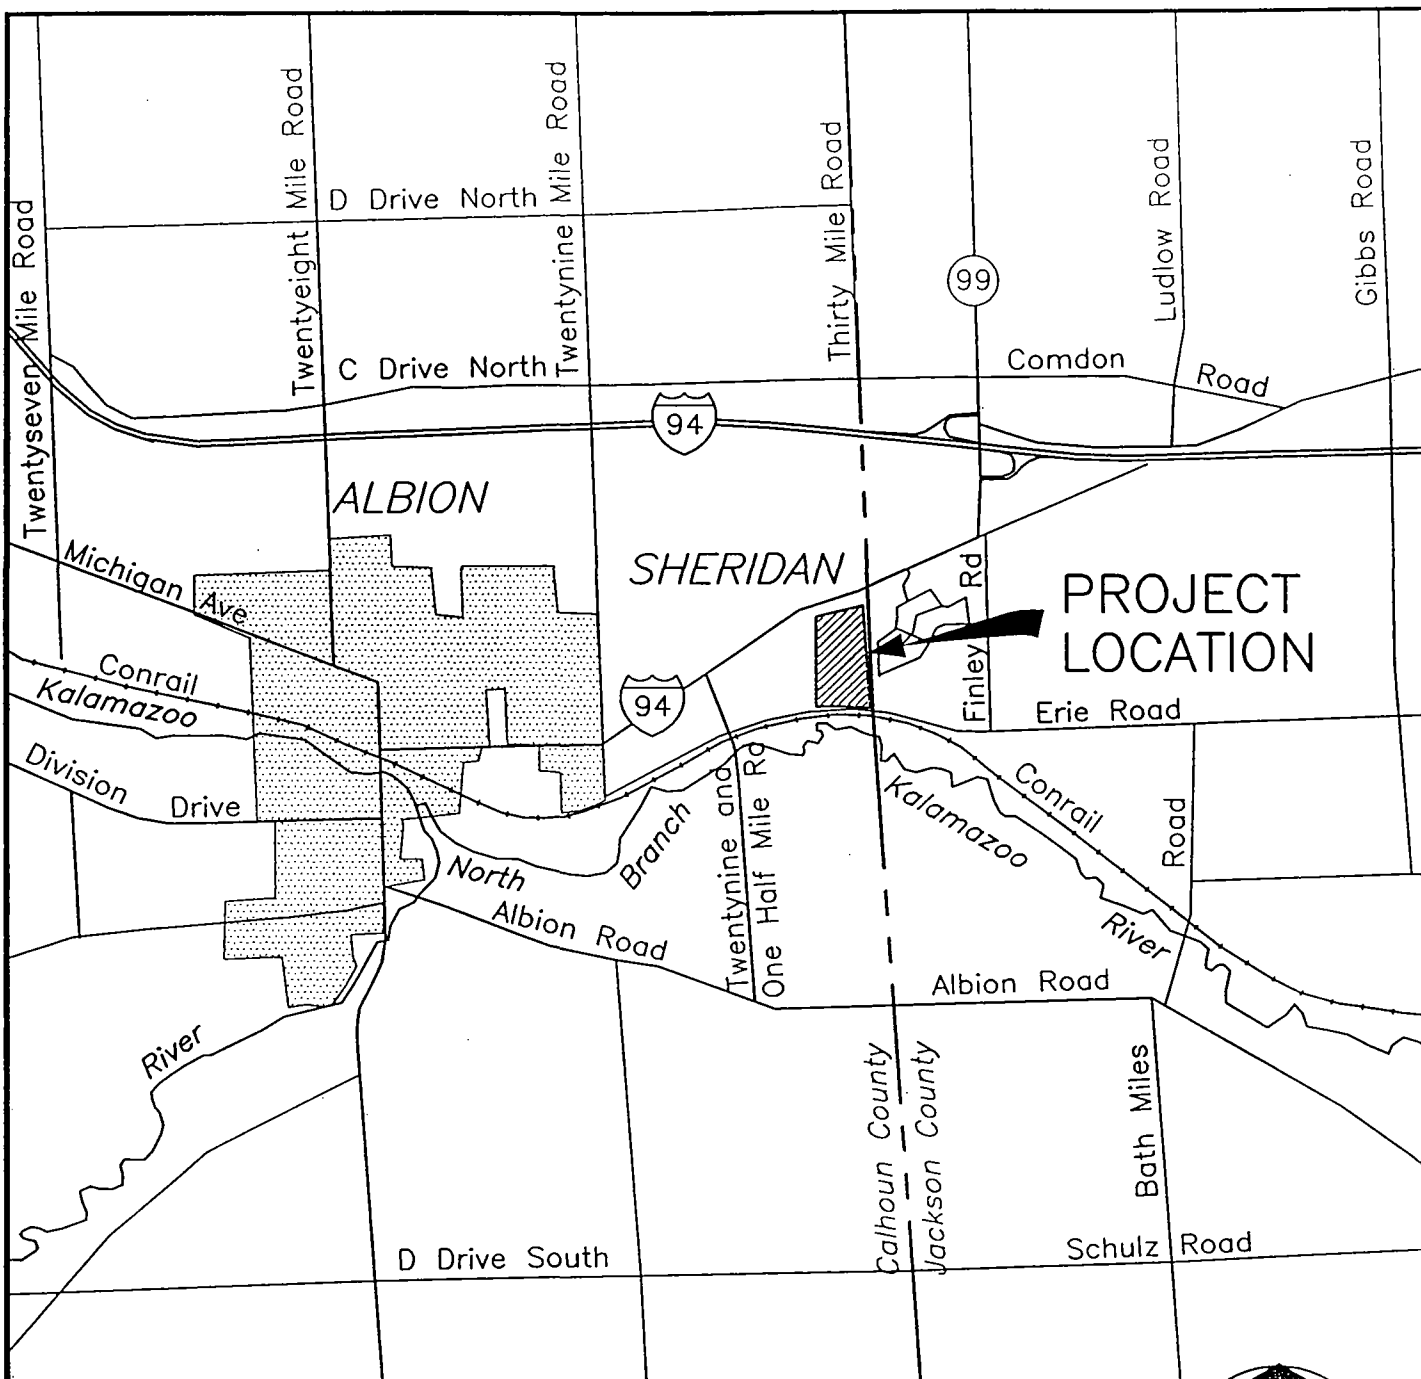 Twentyseven Mile Road
Twentyeight Mile Road
Twentynine Mile Road
Thirty Mile Road
Ludlow Road
Gibbs Road
D Drive North
99
C Drive North
Comdon Road
94
ALBION
SHERIDAN
Michigan Ave
Finley Rd
PROJECT
LOCATION
Conrail
Kalamazoo
94
Erie Road
Division Drive
Twentynine and
One Half Mile Rd
Kalamazoo
Conrail
Road
North
Branch
Albion Road
River
Albion Road
River
Calhoun County
Jackson County
Bath Miles
D Drive South
Schulz Road